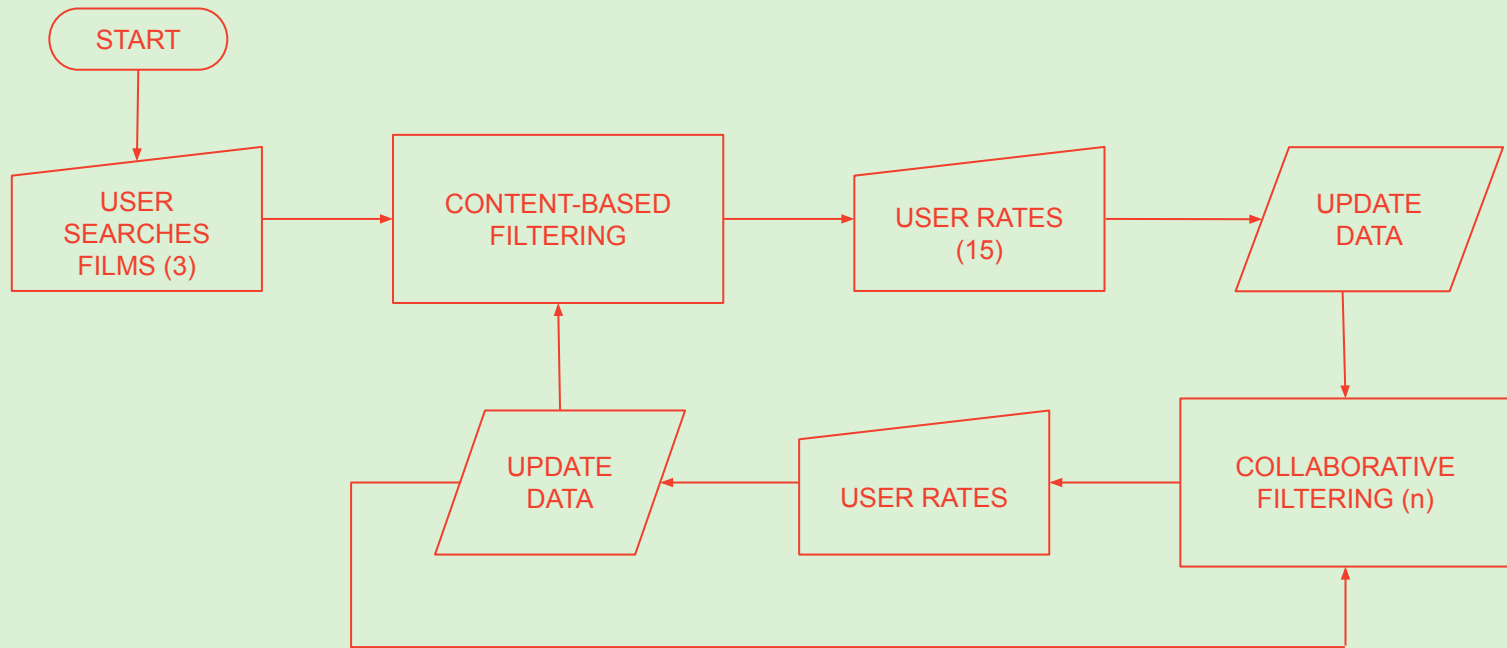 START
USER
SEARCHES
FILMS (3)
CONTENT-BASED
FILTERING
USER RATES
(15)
UPDATE
DATA
UPDATE
DATA
USER RATES
COLLABORATIVE
FILTERING (n)